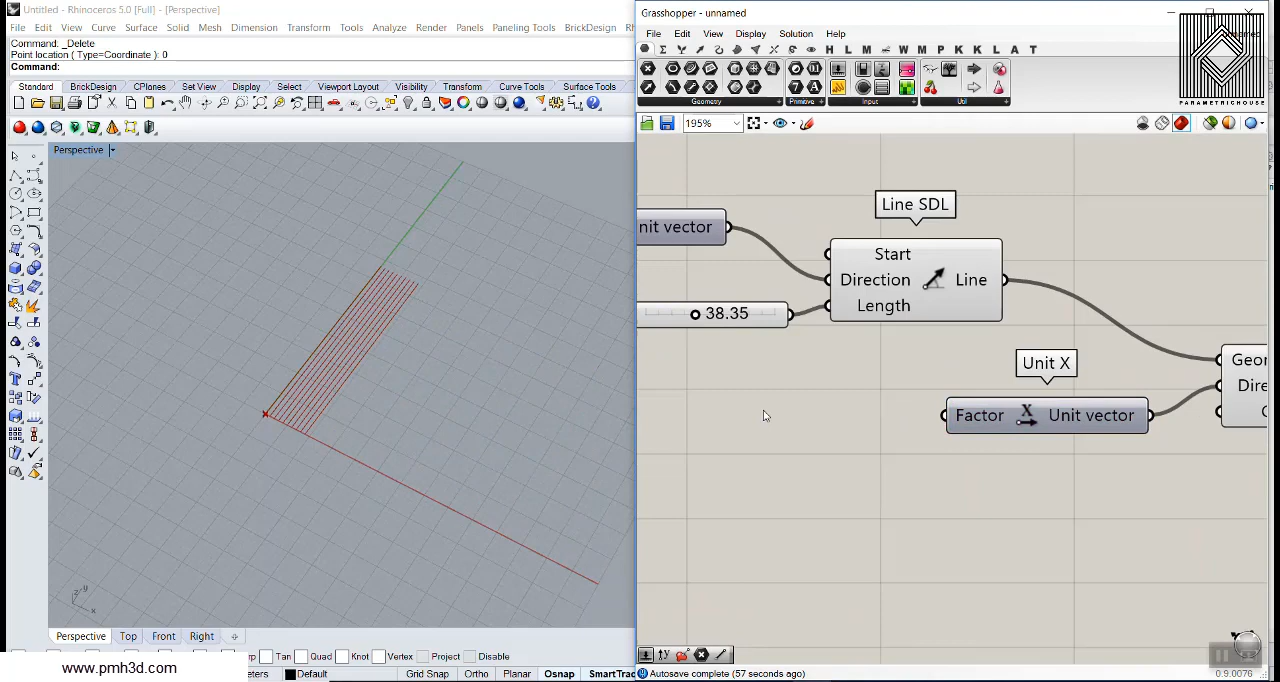 Untitled - Rhinoceros 5.0 [Full] - [Perspective]
File Edit View Curve Surface Solid Mesh Dimension Transform Tools Analyze Render Panels Paneling Tools BrickDesign
Command: _Delete
Point location ( Type=Coordinate ): 0
Command:
Standard BrickDesign CPlanes Set View Display Select Viewport Layout Visibility Transform Curve Tools Surface Tools
Perspective
z y
x
Perspective Top Front Right
Tan Quad Knot Vertex Project Disable
www.pmh3d.com
eters Default Grid Snap Ortho Planar Osnap SmartTrac
Grasshopper - unnamed
File Edit View Display Solution Help
H L M W M P K K L A T
Geometry Primitive Input Util
PARAMETRICHOUSE
195%
Line SDL
nit vector
Start
Direction Line
Length
38.35
Unit X
Factor X Unit vector
Geor
Dire
Autosave complete (57 seconds ago)
0.9.0076